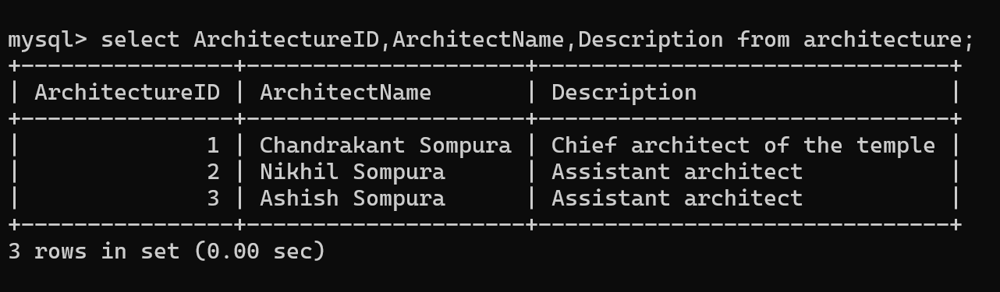 mysql> select ArchitectureID,ArchitectName,Description from architecture;
+----------------+---------------------+-------------------------------+
| ArchitectureID | ArchitectName       | Description                   |
+----------------+---------------------+-------------------------------+
|              1 | Chandrakant Sompura | Chief architect of the temple |
|              2 | Nikhil Sompura      | Assistant architect           |
|              3 | Ashish Sompura      | Assistant architect           |
+----------------+---------------------+-------------------------------+
3 rows in set (0.00 sec)